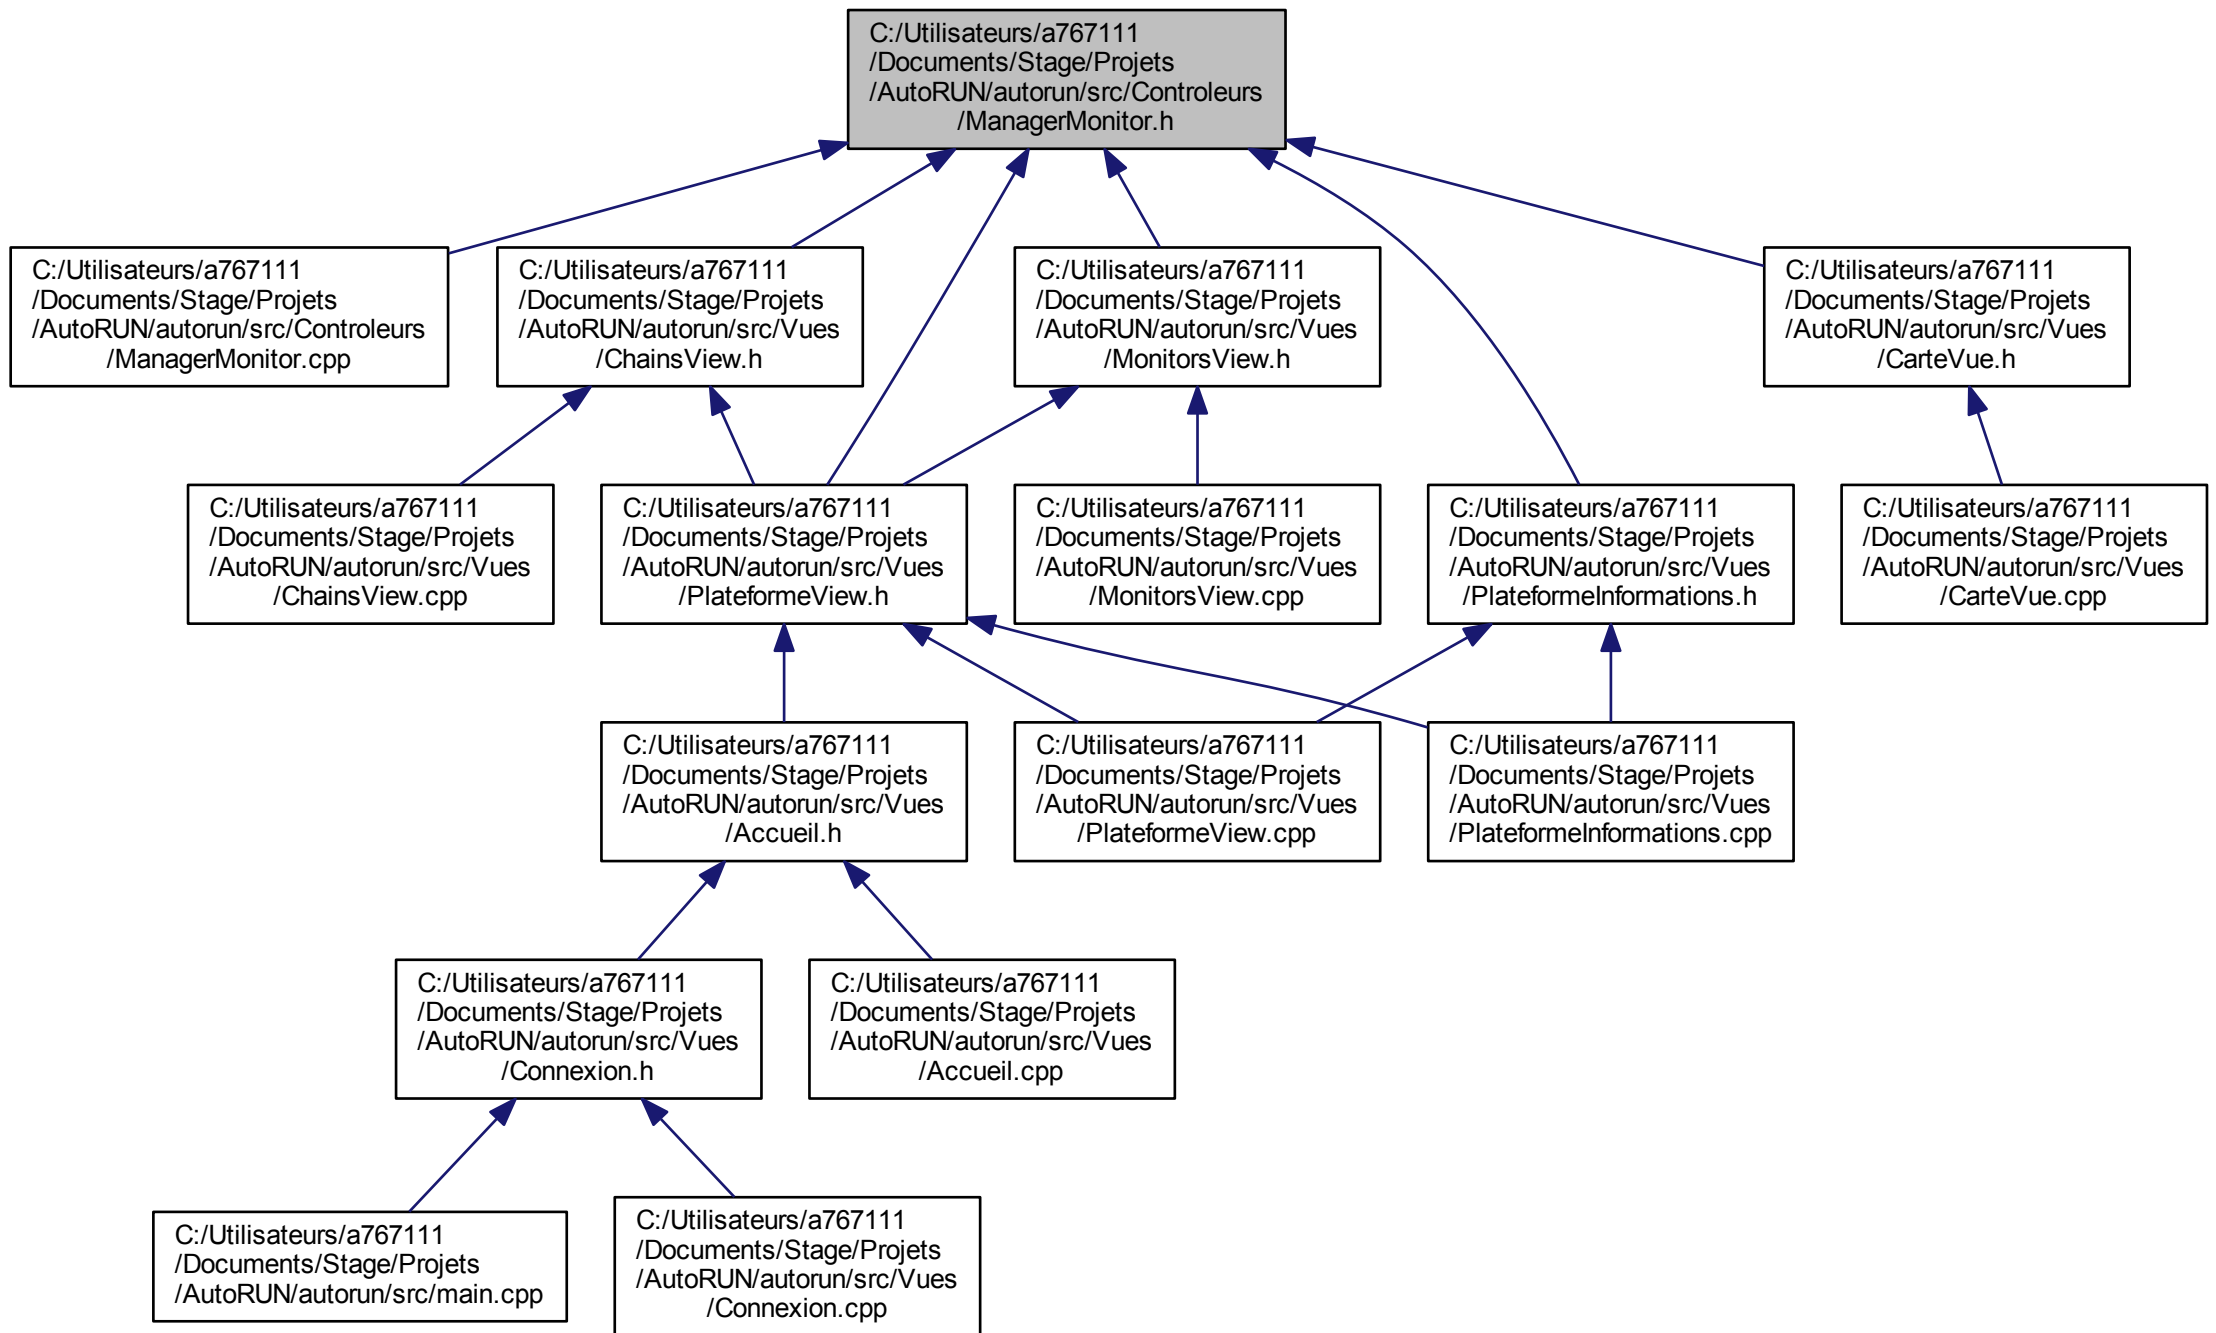 C:/Utilisateurs/a767111
/Documents/Stage/Projets
/AutoRUN/autorun/src/Controleurs
/ManagerMonitor.h
C:/Utilisateurs/a767111
/Documents/Stage/Projets
/AutoRUN/autorun/src/Controleurs
/ManagerMonitor.cpp
C:/Utilisateurs/a767111
/Documents/Stage/Projets
/AutoRUN/autorun/src/Vues
/ChainsView.h
C:/Utilisateurs/a767111
/Documents/Stage/Projets
/AutoRUN/autorun/src/Vues
/MonitorsView.h
C:/Utilisateurs/a767111
/Documents/Stage/Projets
/AutoRUN/autorun/src/Vues
/CarteVue.h
C:/Utilisateurs/a767111
/Documents/Stage/Projets
/AutoRUN/autorun/src/Vues
/ChainsView.cpp
C:/Utilisateurs/a767111
/Documents/Stage/Projets
/AutoRUN/autorun/src/Vues
/PlateformeView.h
C:/Utilisateurs/a767111
/Documents/Stage/Projets
/AutoRUN/autorun/src/Vues
/MonitorsView.cpp
C:/Utilisateurs/a767111
/Documents/Stage/Projets
/AutoRUN/autorun/src/Vues
/PlateformeInformations.h
C:/Utilisateurs/a767111
/Documents/Stage/Projets
/AutoRUN/autorun/src/Vues
/CarteVue.cpp
C:/Utilisateurs/a767111
/Documents/Stage/Projets
/AutoRUN/autorun/src/Vues
/Accueil.h
C:/Utilisateurs/a767111
/Documents/Stage/Projets
/AutoRUN/autorun/src/Vues
/PlateformeView.cpp
C:/Utilisateurs/a767111
/Documents/Stage/Projets
/AutoRUN/autorun/src/Vues
/PlateformeInformations.cpp
C:/Utilisateurs/a767111
/Documents/Stage/Projets
/AutoRUN/autorun/src/Vues
/Connexion.h
C:/Utilisateurs/a767111
/Documents/Stage/Projets
/AutoRUN/autorun/src/Vues
/Accueil.cpp
C:/Utilisateurs/a767111
/Documents/Stage/Projets
/AutoRUN/autorun/src/main.cpp
C:/Utilisateurs/a767111
/Documents/Stage/Projets
/AutoRUN/autorun/src/Vues
/Connexion.cpp